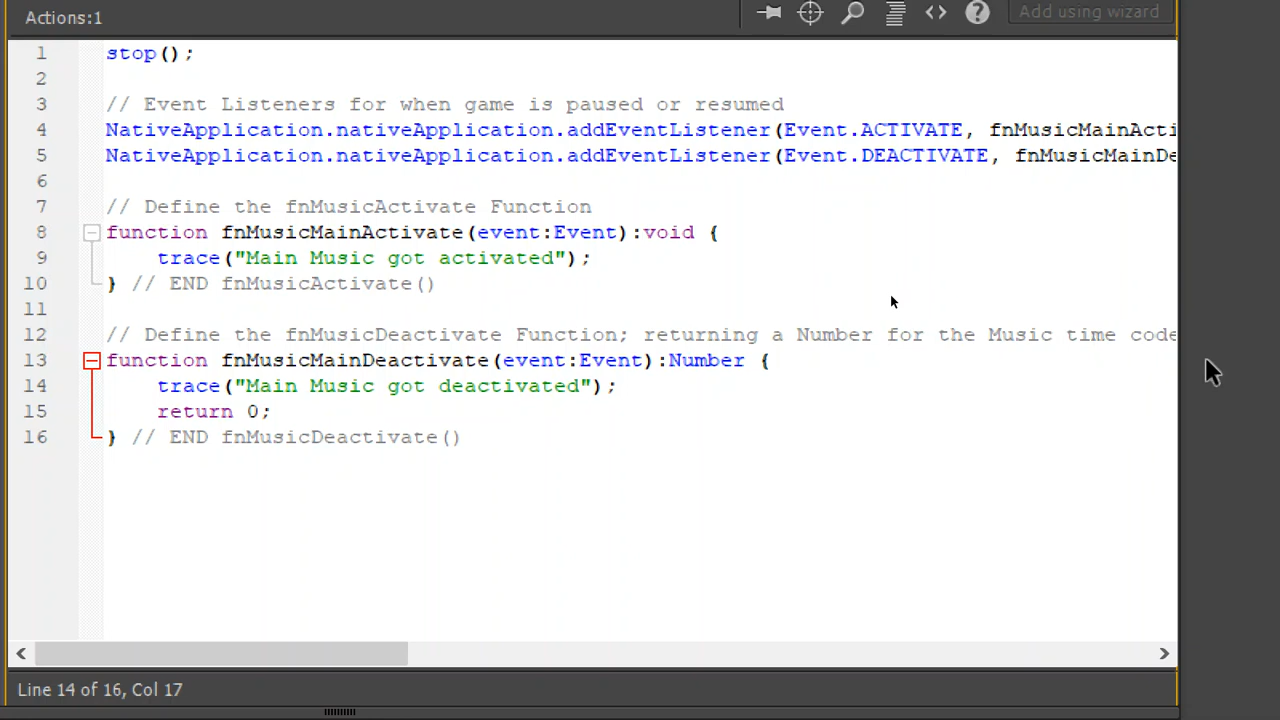 Actions:1
Add using wizard
1 stop();
2
3 // Event Listeners for when game is paused or resumed
4 NativeApplication.nativeApplication.addEventListener(Event.ACTIVATE, fnMusicMainActi
5 NativeApplication.nativeApplication.addEventListener(Event.DEACTIVATE, fnMusicMainDe
6
7 // Define the fnMusicActivate Function
8 function fnMusicMainActivate(event:Event):void {
9 trace("Main Music got activated");
10 } // END fnMusicActivate()
11
12 // Define the fnMusicDeactivate Function; returning a Number for the Music time code
13 function fnMusicMainDeactivate(event:Event):Number {
14 trace("Main Music got deactivated");
15 return 0;
16 } // END fnMusicDeactivate()
Line 14 of 16, Col 17